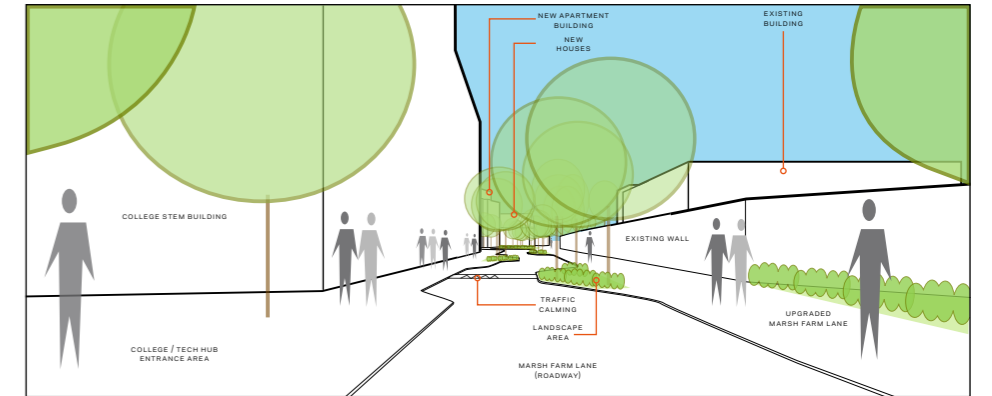 NEW APARTMENT
BUILDING
NEW
HOUSES
EXISTING
BUILDING
COLLEGE STEM BUILDING
EXISTING WALL
TRAFFIC
CALMING
LANDSCAPE
AREA
UPGRADED
MARSH FARM LANE
COLLEGE / TECH HUB
ENTRANCE AREA
MARSH FARM LANE
(ROADWAY)